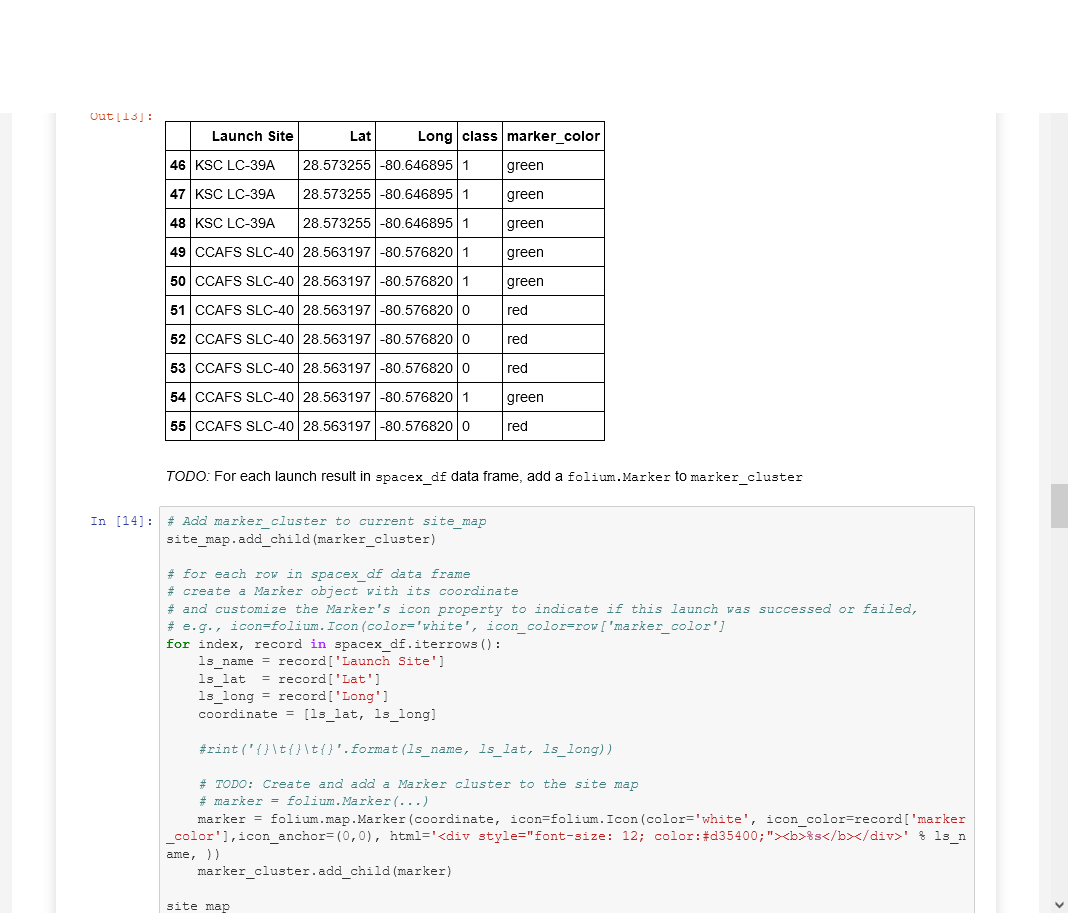 Out[13]:
Launch Site Lat Long class marker_color
46 KSC LC-39A 28.573255 -80.646895 1 green
47 KSC LC-39A 28.573255 -80.646895 1 green
48 KSC LC-39A 28.573255 -80.646895 1 green
49 CCAFS SLC-40 28.563197 -80.576820 1 green
50 CCAFS SLC-40 28.563197 -80.576820 1 green
51 CCAFS SLC-40 28.563197 -80.576820 0 red
52 CCAFS SLC-40 28.563197 -80.576820 0 red
53 CCAFS SLC-40 28.563197 -80.576820 0 red
54 CCAFS SLC-40 28.563197 -80.576820 1 green
55 CCAFS SLC-40 28.563197 -80.576820 0 red
TODO: For each launch result in spacex_df data frame, add a folium.Marker to marker_cluster
In [14]: # Add marker_cluster to current site_map
site_map.add_child(marker_cluster)
# for each row in spacex_df data frame
# create a Marker object with its coordinate
# and customize the Marker's icon property to indicate if this launch was successed or failed,
# e.g., icon=folium.Icon(color='white', icon_color=row['marker_color']
for index, record in spacex_df.iterrows():
    ls_name = record['Launch Site']
    ls_lat  = record['Lat']
    ls_long = record['Long']
    coordinate = [ls_lat, ls_long]
    #rint('{}\t{}\t{}'.format(ls_name, ls_lat, ls_long))
    # TODO: Create and add a Marker cluster to the site map
    # marker = folium.Marker(...)
    marker = folium.map.Marker(coordinate, icon=folium.Icon(color='white', icon_color=record['marker
_color'],icon_anchor=(0,0), html='<div style="font-size: 12; color:#d35400;"><b>%s</b></div>' % ls_n
ame, ))
    marker_cluster.add_child(marker)
site_map